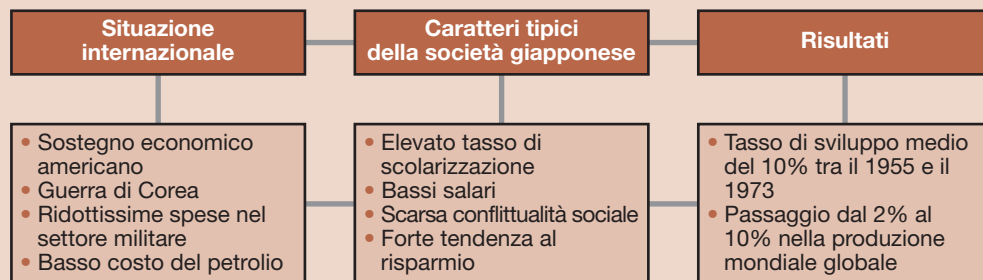 Situazione
internazionale
Caratteri tipici
della società giapponese
Risultati
• Sostegno economico
americano
• Guerra di Corea
• Ridottissime spese nel
settore militare
• Basso costo del petrolio
• Elevato tasso di
scolarizzazione
• Bassi salari
• Scarsa conflittualità sociale
• Forte tendenza al
risparmio
• Tasso di sviluppo medio
del 10% tra il 1955 e il
1973
• Passaggio dal 2% al
10% nella produzione
mondiale globale